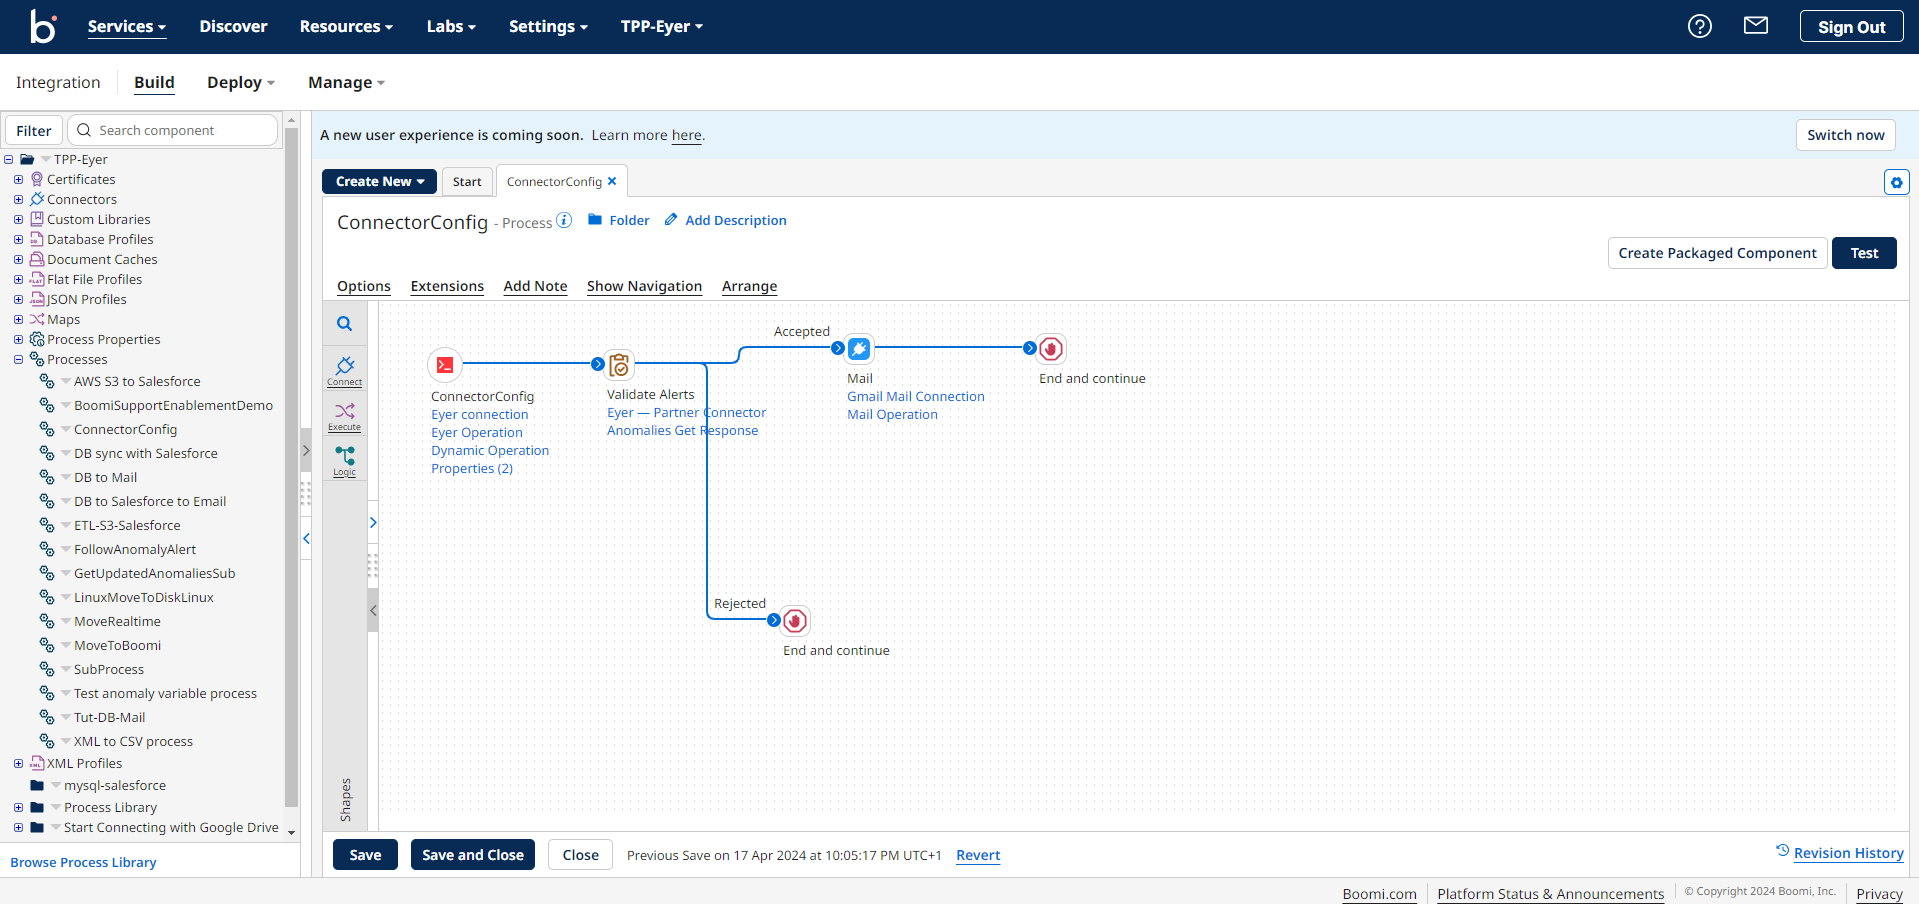 b Services Discover Resources Labs Settings TPP-Eyer ? Sign Out
Integration Build Deploy Manage
Filter Search component
TPP-Eyer
Certificates
Connectors
Custom Libraries
Database Profiles
Document Caches
Flat File Profiles
JSON Profiles
Maps
Process Properties
Processes
AWS S3 to Salesforce
BoomiSupportEnablementDemo
ConnectorConfig
DB sync with Salesforce
DB to Mail
DB to Salesforce to Email
ETL-S3-Salesforce
FollowAnomalyAlert
GetUpdatedAnomaliesSub
LinuxMoveToDiskLinux
MoveRealtime
MoveToBoomi
SubProcess
Test anomaly variable process
Tut-DB-Mail
XML to CSV process
XML Profiles
mysql-salesforce
Process Library
Start Connecting with Google Drive
Browse Process Library
A new user experience is coming soon. Learn more here. Switch now
Create New Start ConnectorConfig
ConnectorConfig - Process i Folder Add Description
Create Packaged Component Test
Options Extensions Add Note Show Navigation Arrange
Connect
Execute
Logic
Shapes
ConnectorConfig
Eyer connection
Eyer Operation
Dynamic Operation
Properties (2)
Validate Alerts
Eyer — Partner Connector
Anomalies Get Response
Accepted
Mail
Gmail Mail Connection
Mail Operation
End and continue
Rejected
End and continue
Save Save and Close Close Previous Save on 17 Apr 2024 at 10:05:17 PM UTC+1 Revert Revision History
Boomi.com Platform Status & Announcements © Copyright 2024 Boomi, Inc. Privacy